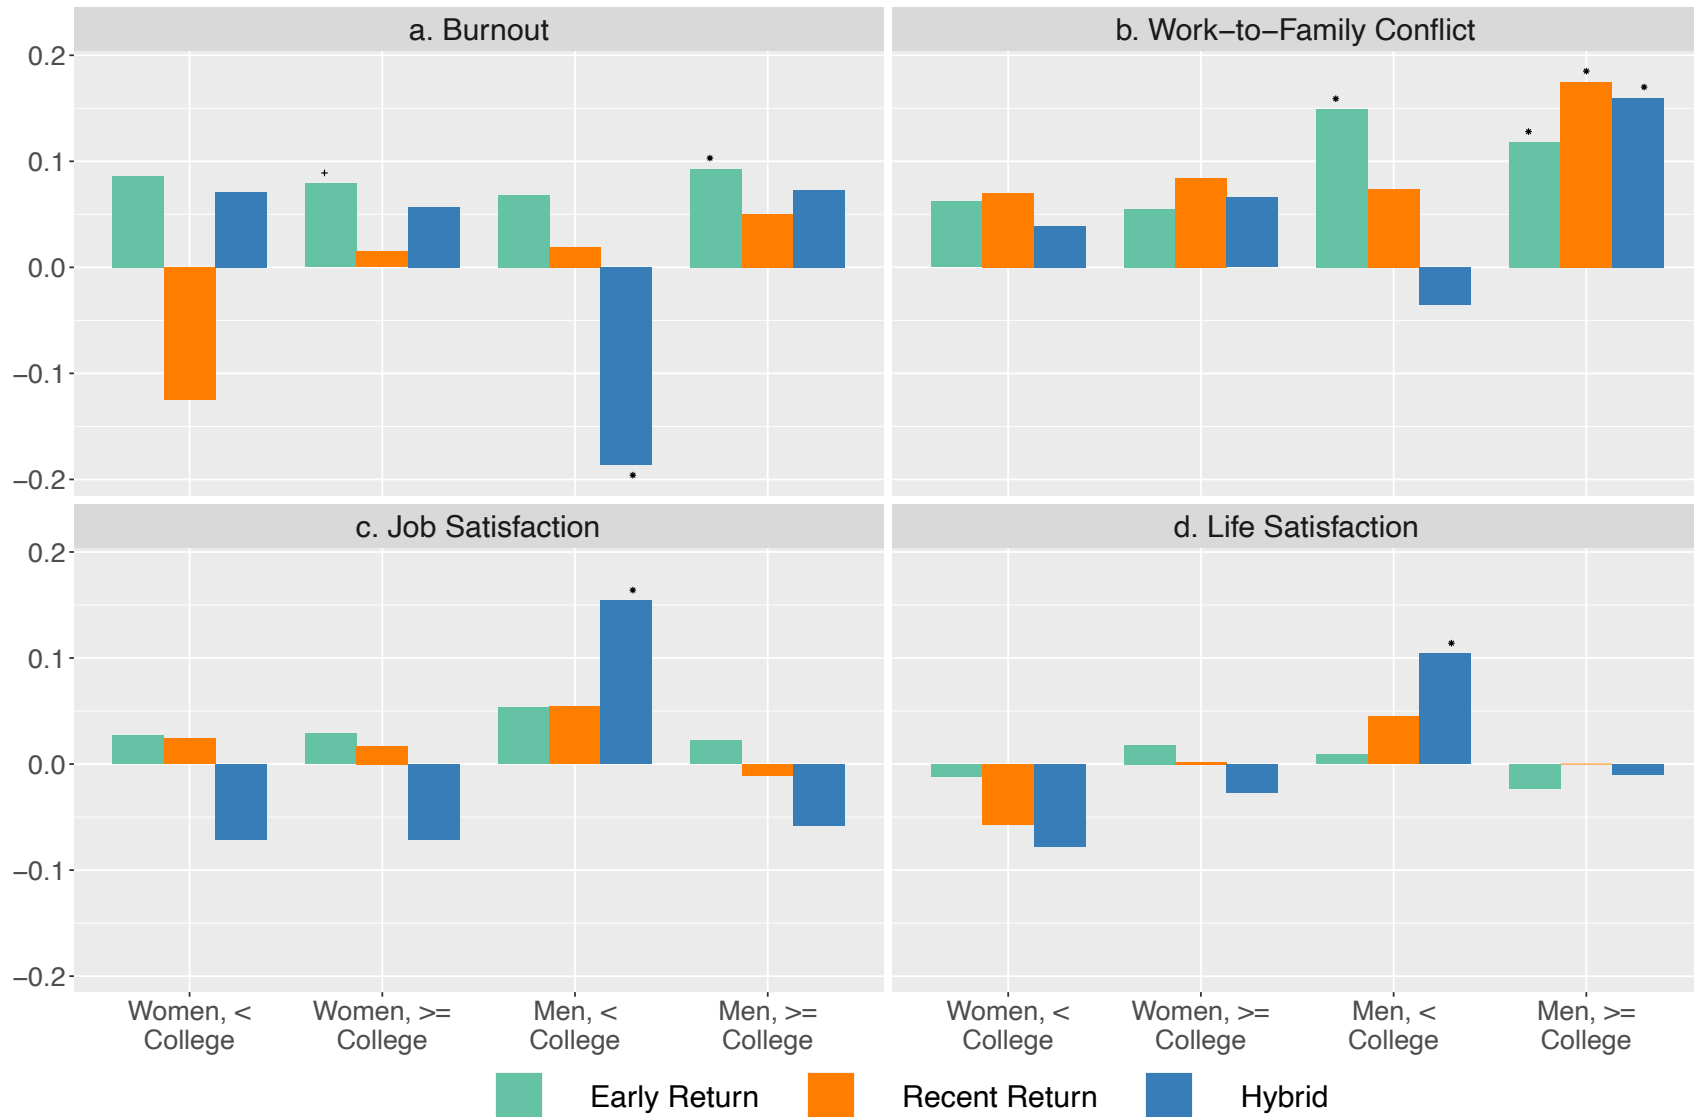 a. Burnout
b. Work−to−Family Conflict
0.2
0.1
0.0
−0.1
−0.2
+
*
*
*
*
*
*
c. Job Satisfaction
d. Life Satisfaction
0.2
0.1
0.0
−0.1
−0.2
*
*
Women, <
College
Women, >=
College
Men, <
College
Men, >=
College
Women, <
College
Women, >=
College
Men, <
College
Men, >=
College
Early Return
Recent Return
Hybrid